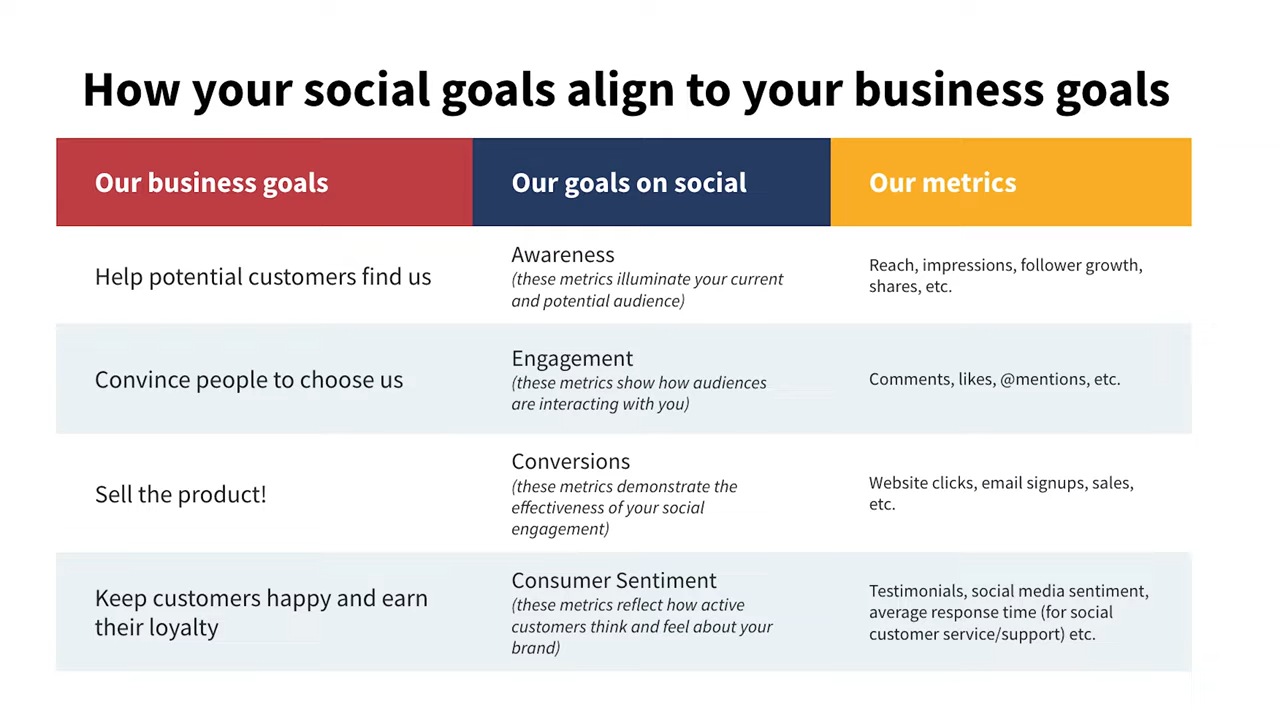 How your social goals align to your business goals
Our business goals
Our goals on social
Our metrics
Help potential customers find us
Awareness
(these metrics illuminate your current
and potential audience)
Reach, impressions, follower growth,
shares, etc.
Convince people to choose us
Engagement
(these metrics show how audiences
are interacting with you)
Comments, likes, @mentions, etc.
Sell the product!
Conversions
(these metrics demonstrate the
effectiveness of your social
engagement)
Website clicks, email signups, sales,
etc.
Keep customers happy and earn
their loyalty
Consumer Sentiment
(these metrics reflect how active
customers think and feel about your
brand)
Testimonials, social media sentiment,
average response time (for social
customer service/support) etc.